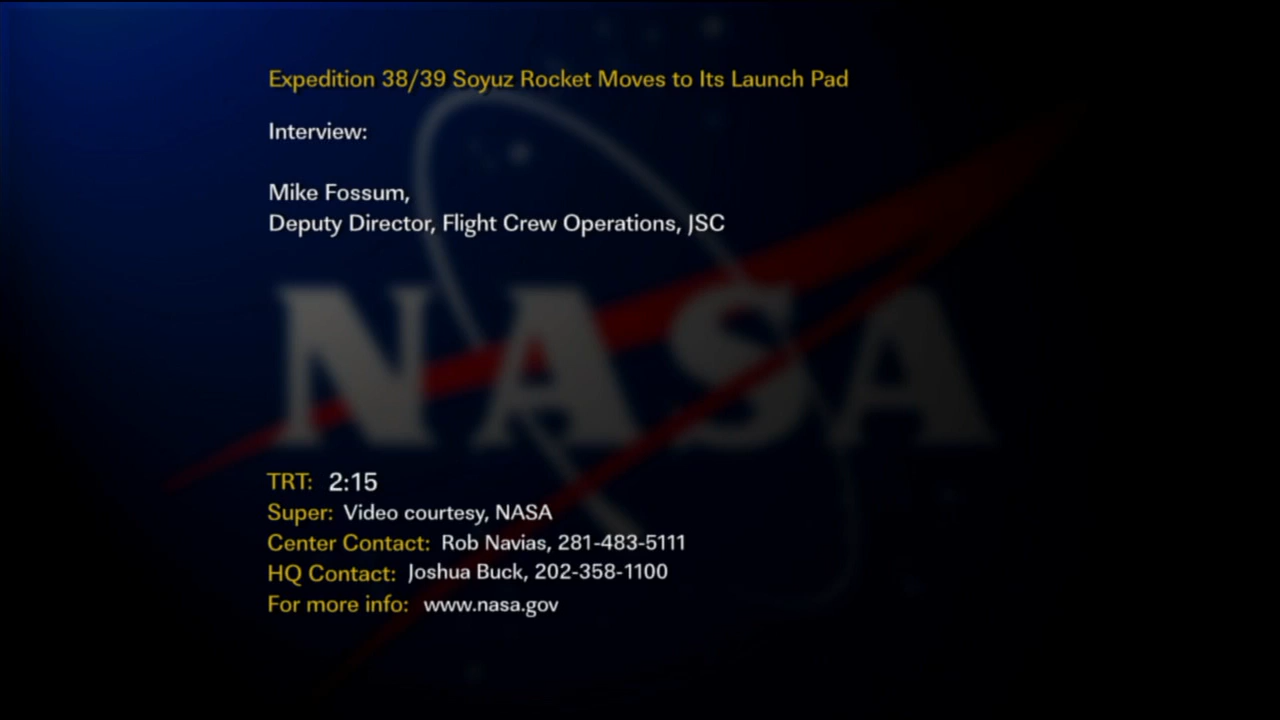 Expedition 38/39 Soyuz Rocket Moves to Its Launch Pad
Interview:
Mike Fossum,
Deputy Director, Flight Crew Operations, JSC
NASA
TRT: 2:15
Super: Video courtesy, NASA
Center Contact: Rob Navias, 281-483-5111
HQ Contact: Joshua Buck, 202-358-1100
For more info: www.nasa.gov